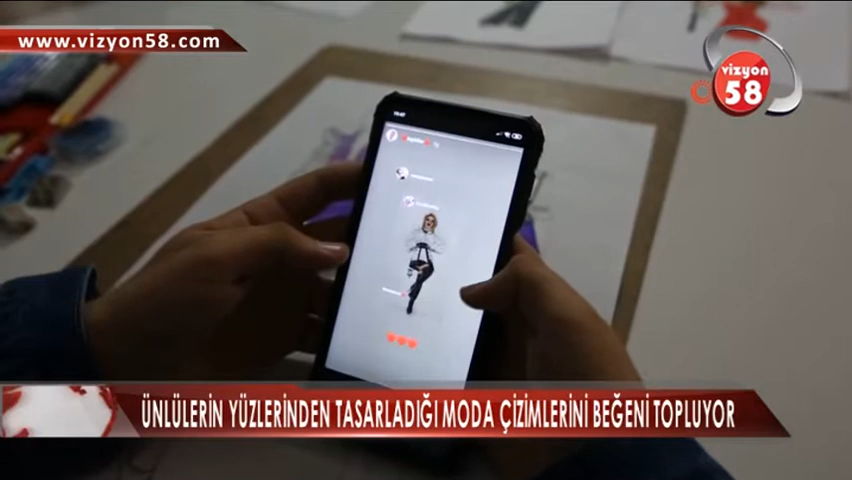 www.vizyon58.com
vizyon
58
ÜNLÜLERİN YÜZLERİNDEN TASARLADIĞI MODA ÇİZİMLERİNİ BEĞENİ TOPLUYOR